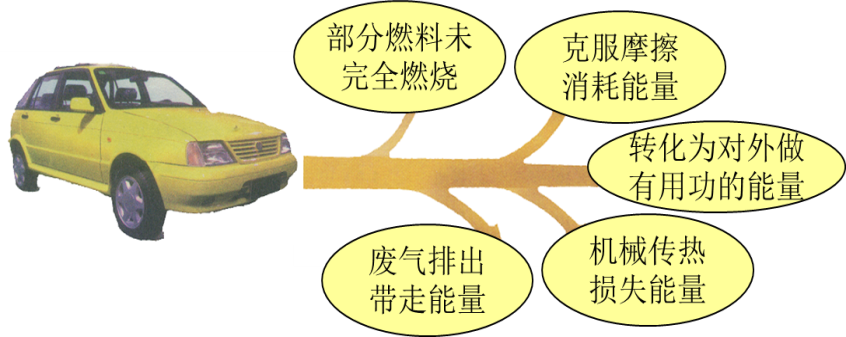 部分燃料未
完全燃烧
克服摩擦
消耗能量
转化为对外做
有用功的能量
废气排出
带走能量
机械传热
损失能量